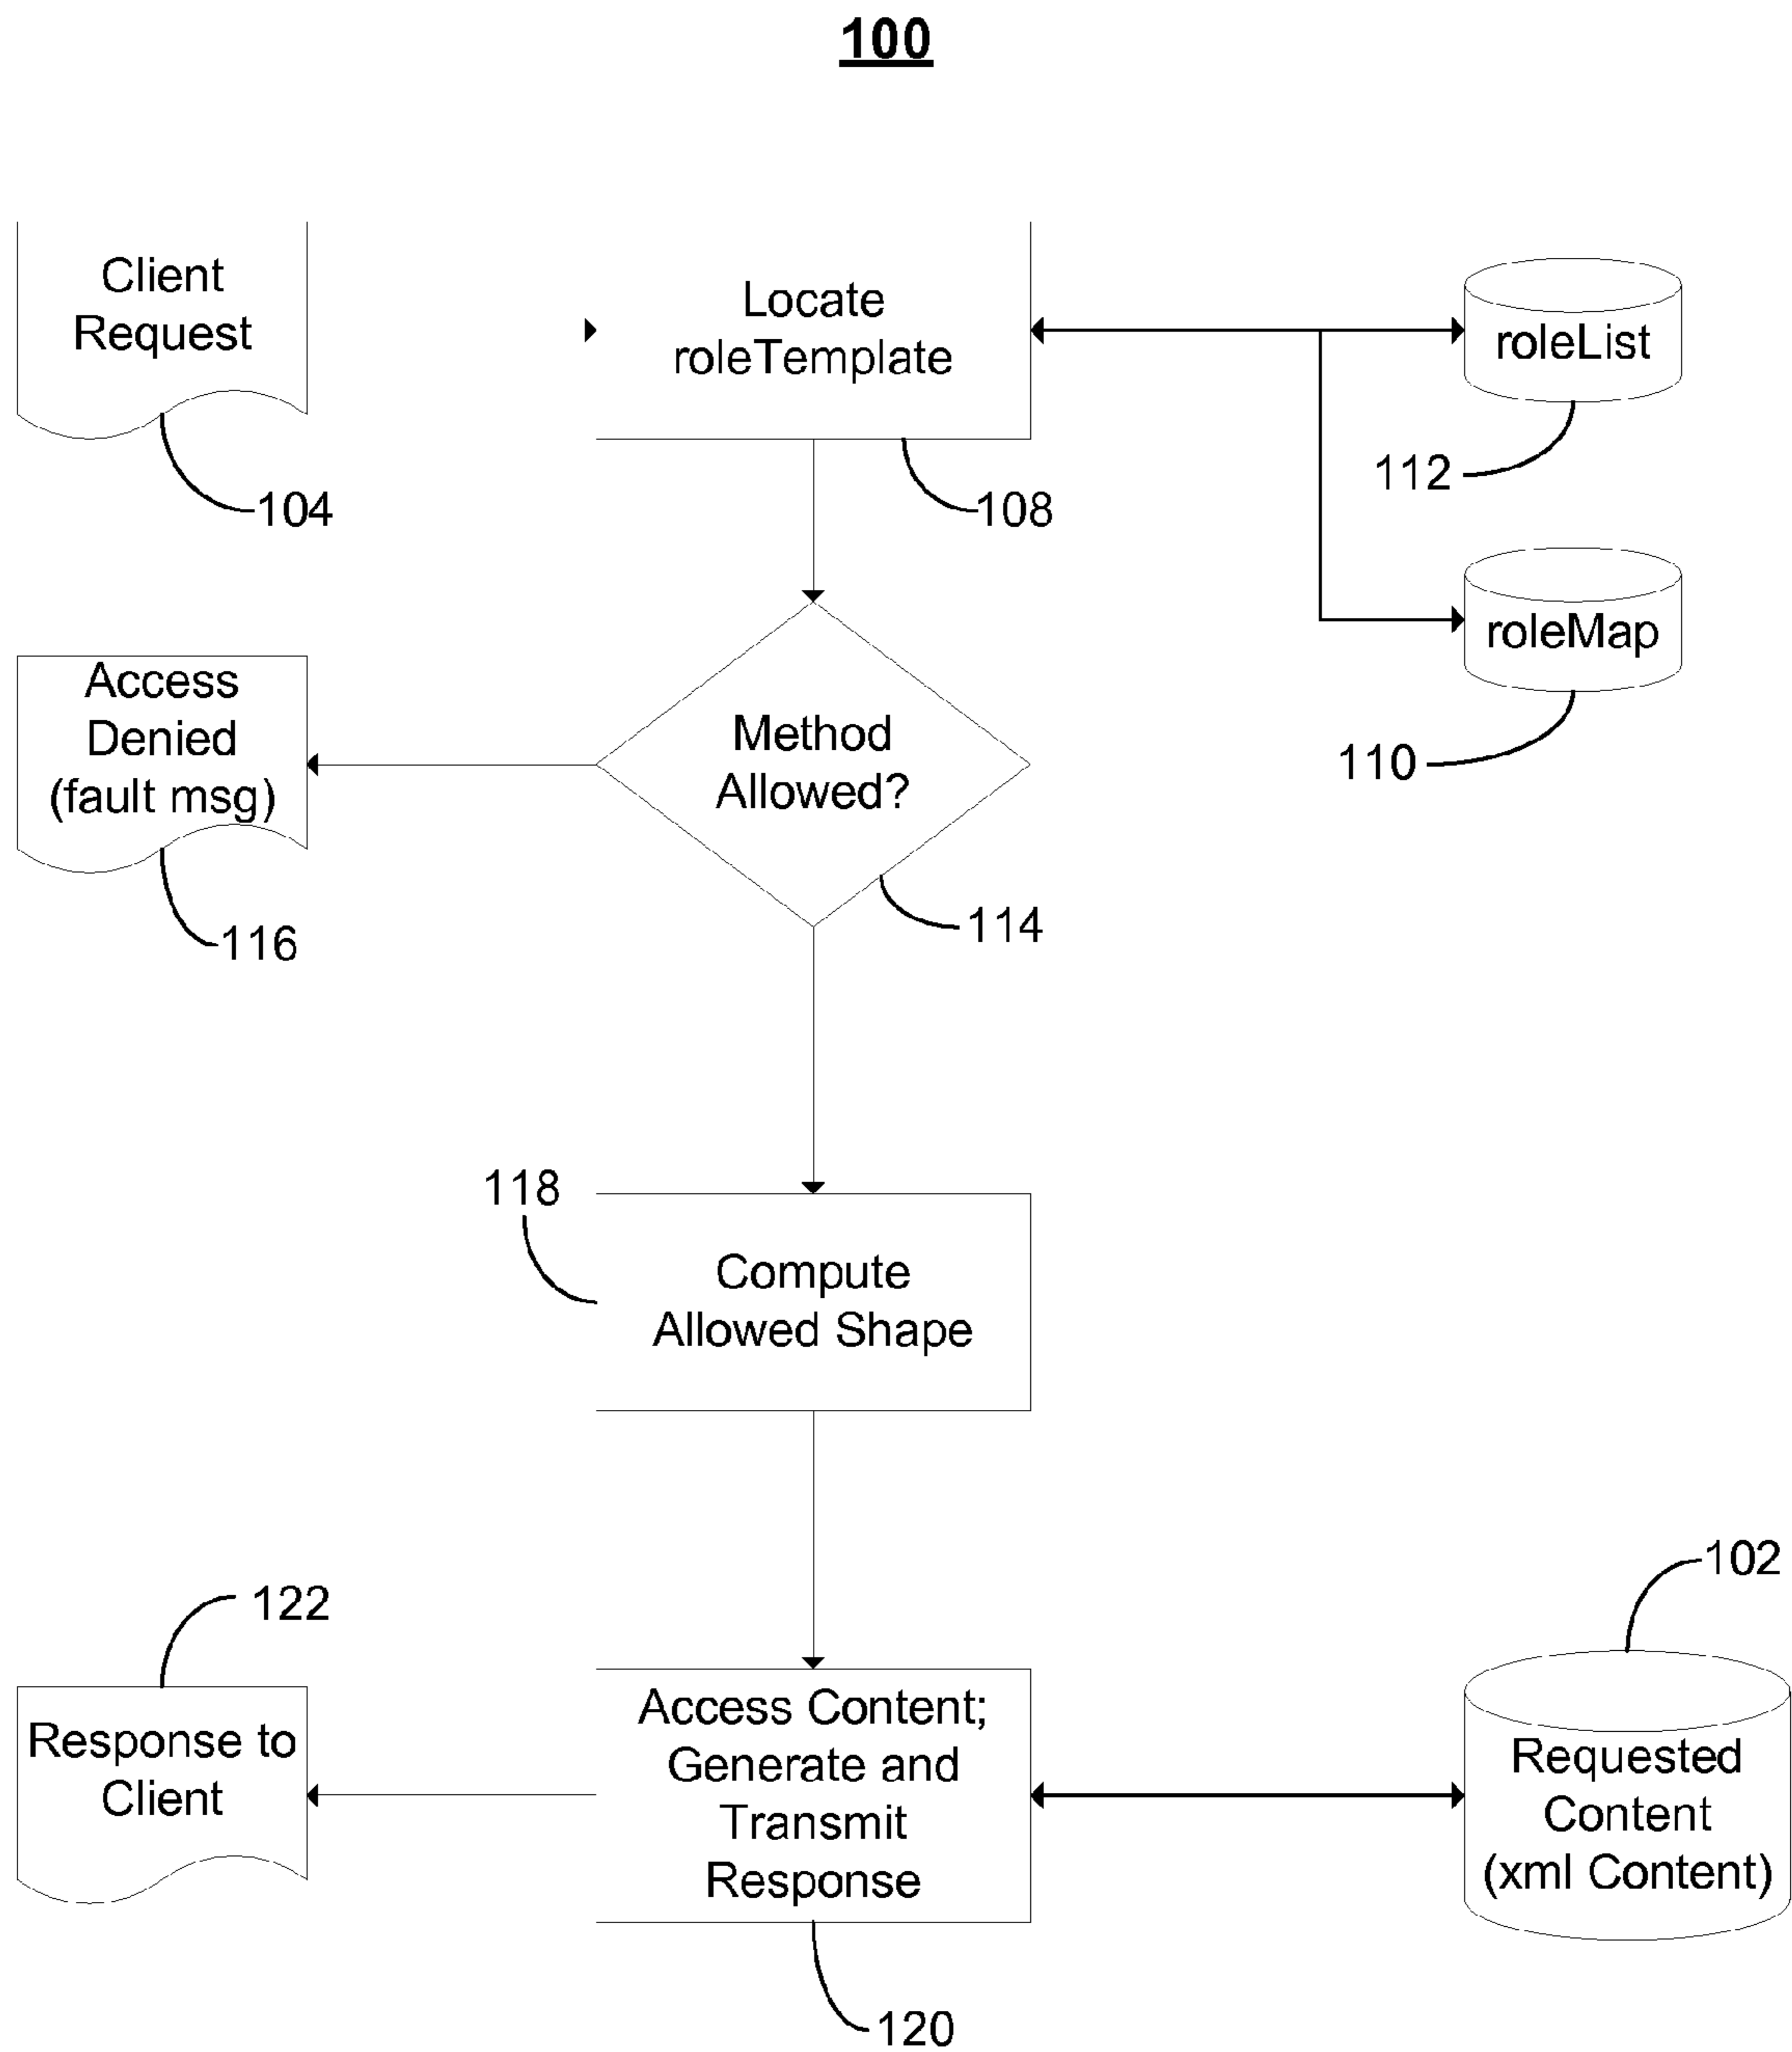 100
Client
Request
104
Locate
roleTemplate
108
roleList
112
roleMap
110
Access
Denied
(fault msg)
116
Method
Allowed?
114
118
Compute
Allowed Shape
122
Response to
Client
Access Content;
Generate and
Transmit
Response
120
102
Requested
Content
(xml Content)